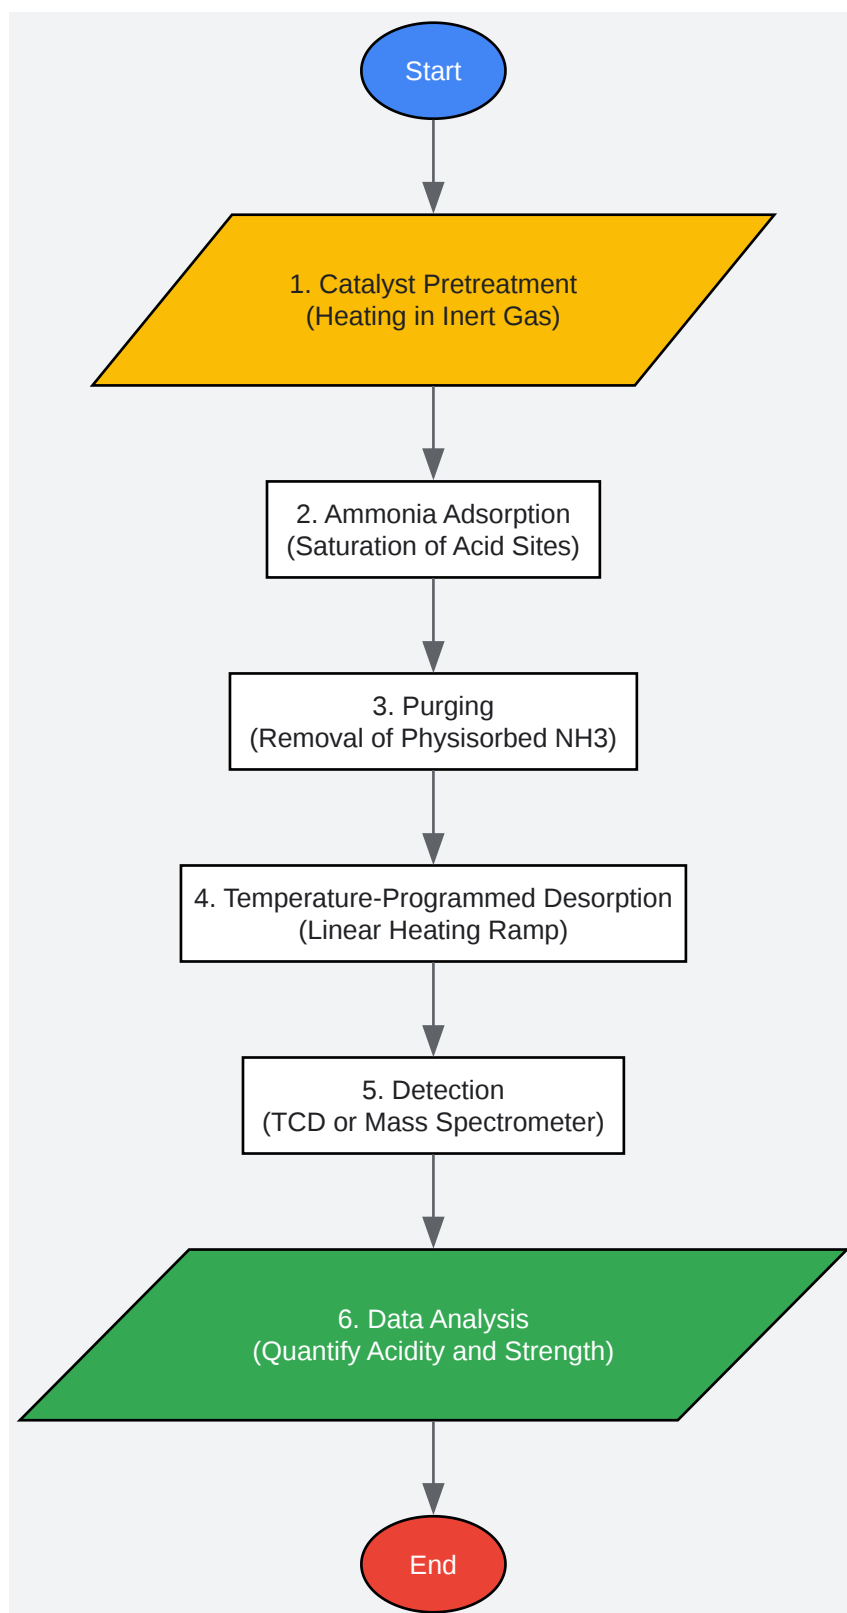 Start
1. Catalyst Pretreatment
(Heating in Inert Gas)
2. Ammonia Adsorption
(Saturation of Acid Sites)
3. Purging
(Removal of Physisorbed NH3)
4. Temperature-Programmed Desorption
(Linear Heating Ramp)
5. Detection
(TCD or Mass Spectrometer)
6. Data Analysis
(Quantify Acidity and Strength)
End